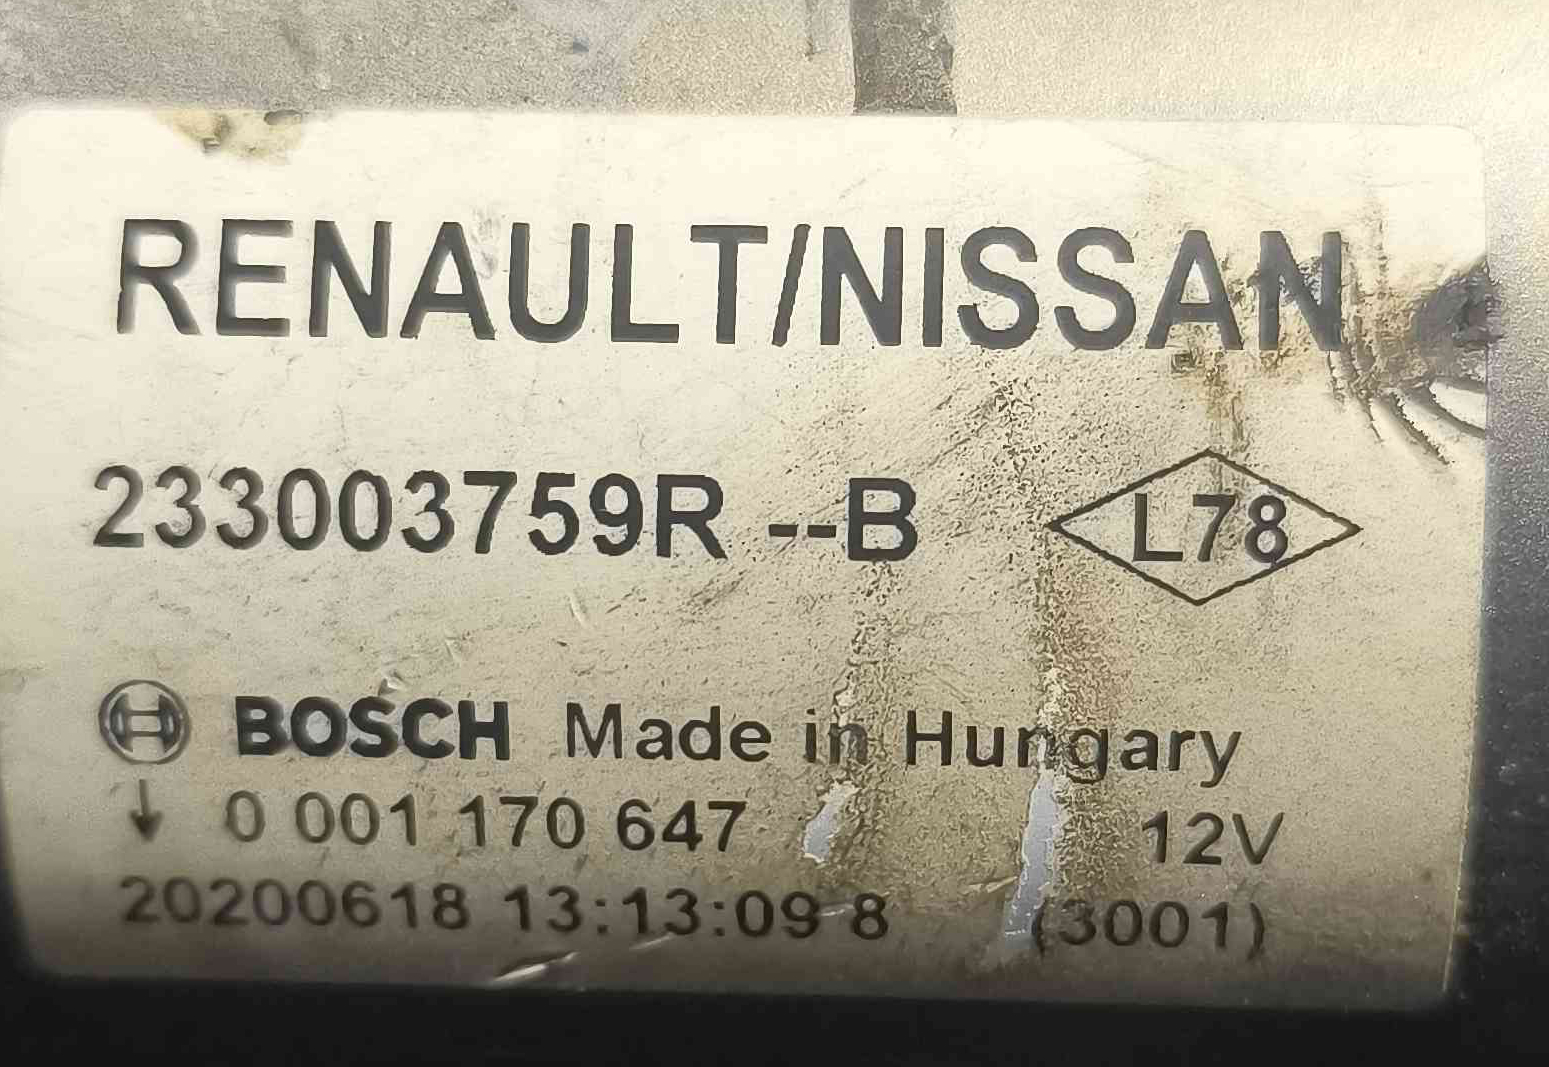 RENAULT/NISSAN
233003759R --B L78
BOSCH Made in Hungary
↓ 0 001 170 647 12V
20200618 13:13:09 8 (3001)